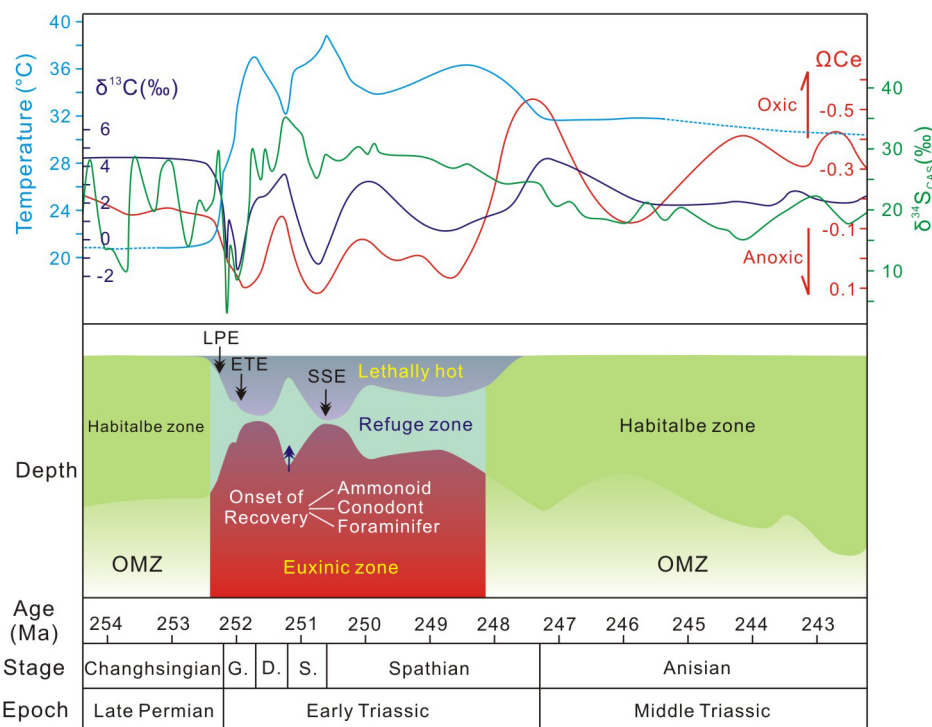 Temperature (°C)
40
36
32
28
24
20
δ¹³C(‰)
6
4
2
0
-2
ΩCe
Oxic
-0.5
-0.3
-0.1
0.1
Anoxic
δ³⁴S_CAS(‰)
40
30
20
10
LPE
ETE
SSE
Lethally hot
Refuge zone
Habitalbe zone
Habitalbe zone
Depth
Onset of
Recovery
Ammonoid
Conodont
Foraminifer
OMZ
Euxinic zone
OMZ
Age
(Ma)
254 253 252 251 250 249 248 247 246 245 244 243
Stage Changhsingian G. D. S. Spathian Anisian
Epoch Late Permian Early Triassic Middle Triassic